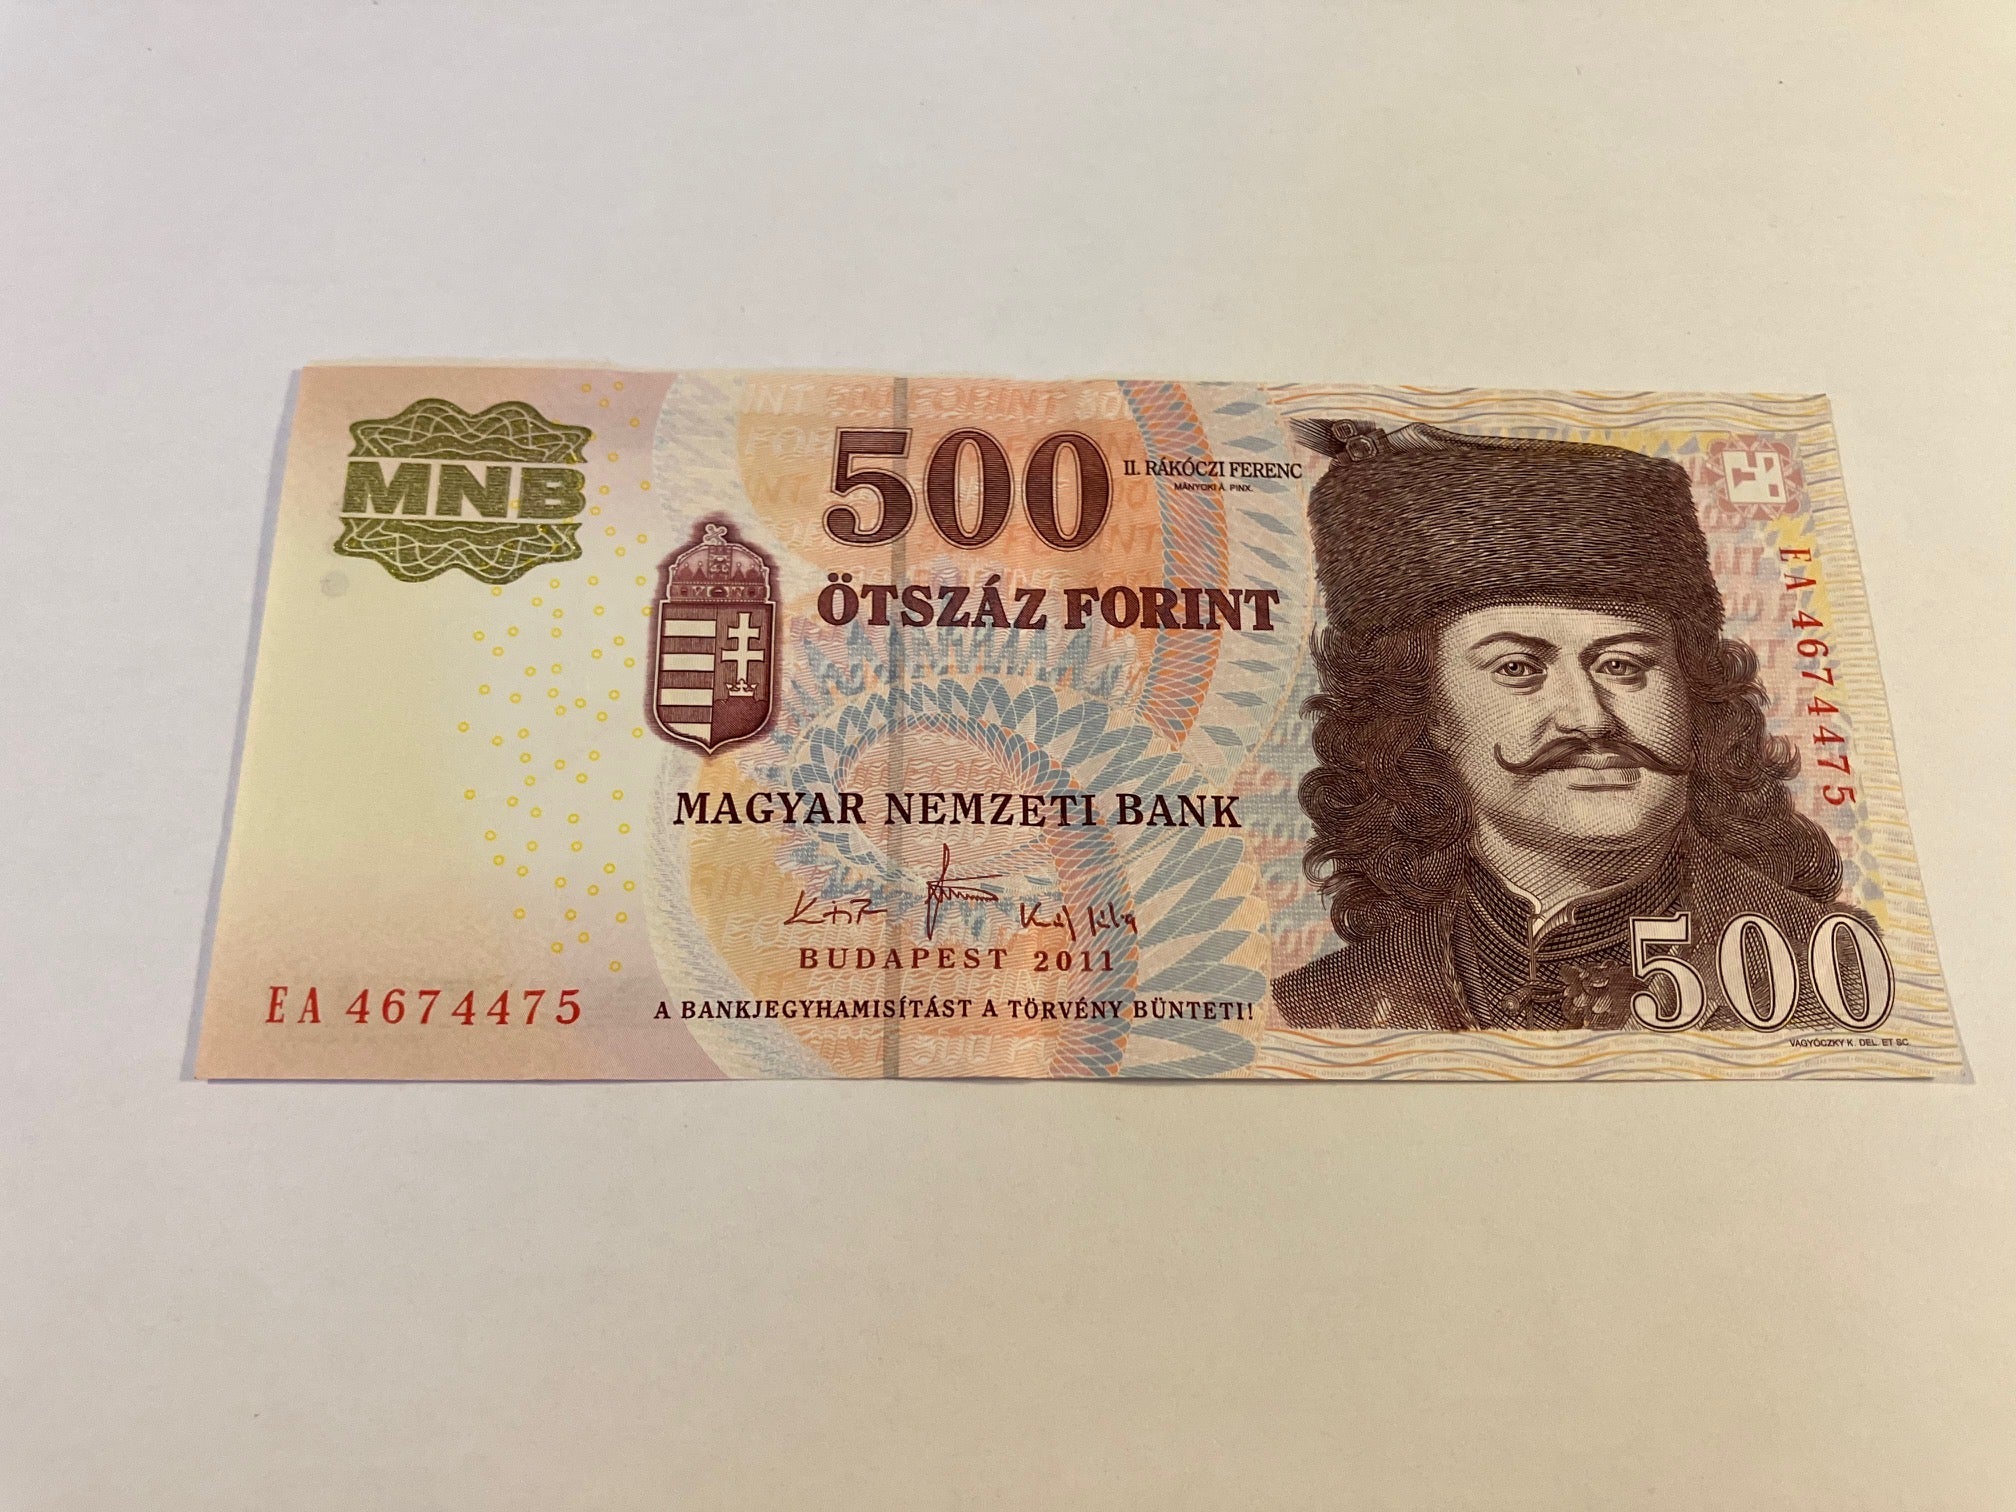 MNB
500
II. RÁKÓCZI FERENC
MÁNYOKI Á. PINX.
ÖTSZÁZ FORINT
EA 4674475
MAGYAR NEMZETI BANK
BUDAPEST 2011
A BANKJEGYHAMISÍTÁST A TÖRVÉNY BÜNTETI!
EA 4674475
500
VAGYÓCZKY K. DEL. ET SC.